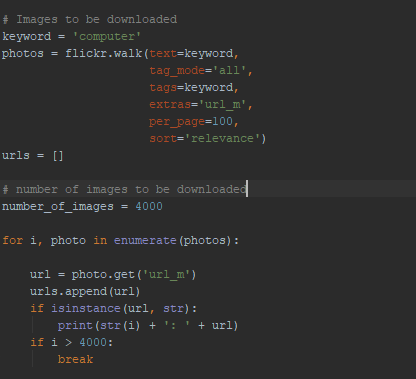 # Images to be downloaded
keyword = 'computer'
photos = flickr.walk(text=keyword,
                     tag_mode='all',
                     tags=keyword,
                     extras='url_m',
                     per_page=100,
                     sort='relevance')
urls = []
# number of images to be downloaded
number_of_images = 4000
for i, photo in enumerate(photos):
    url = photo.get('url_m')
    urls.append(url)
    if isinstance(url, str):
        print(str(i) + ': ' + url)
    if i > 4000:
        break